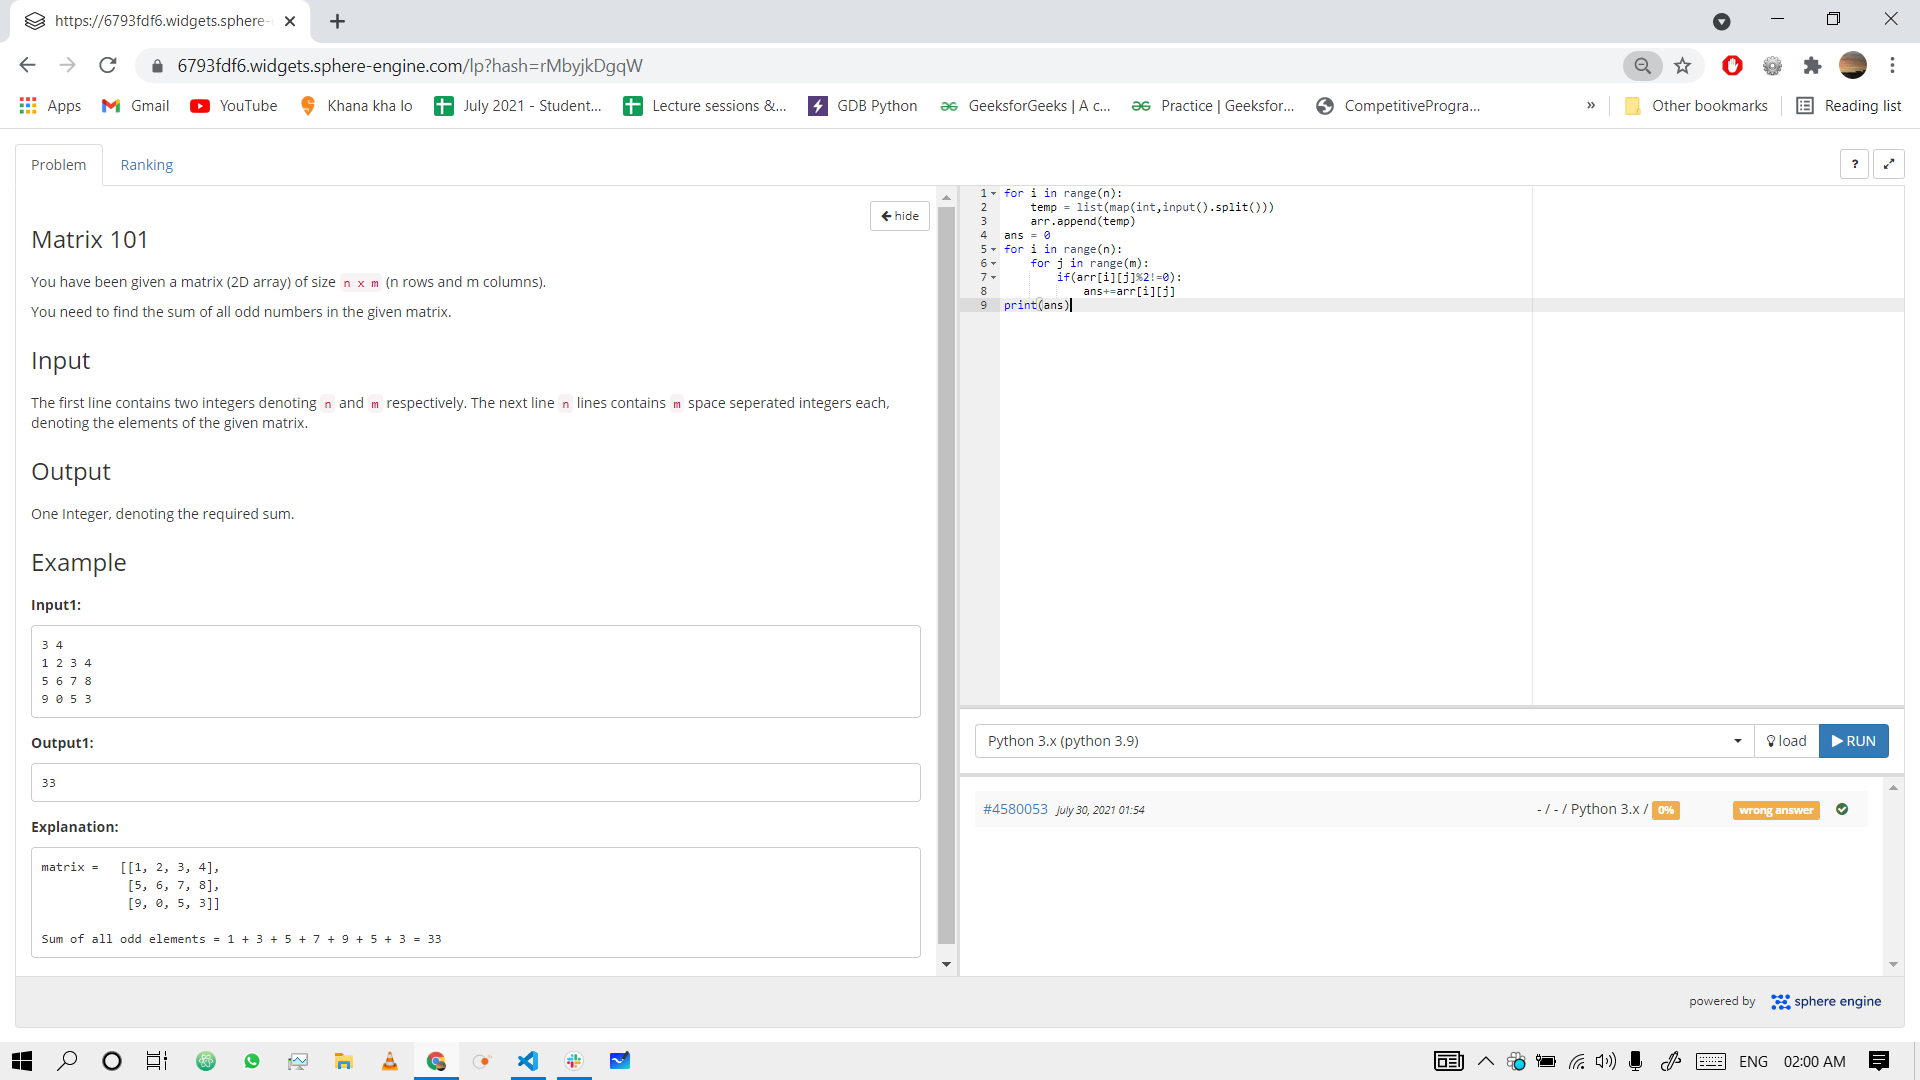 https://6793fdf6.widgets.sphere-
6793fdf6.widgets.sphere-engine.com/lp?hash=rMbyjkDgqW
Apps Gmail YouTube Khana kha lo July 2021 - Student... Lecture sessions &... GDB Python GeeksforGeeks | A c... Practice | Geeksfor... CompetitiveProgra... » Other bookmarks Reading list
Problem Ranking ?
hide
Matrix 101
You have been given a matrix (2D array) of size n x m (n rows and m columns).
You need to find the sum of all odd numbers in the given matrix.
Input
The first line contains two integers denoting n and m respectively. The next line n lines contains m space seperated integers each,
denoting the elements of the given matrix.
Output
One Integer, denoting the required sum.
Example
Input1:
3 4
1 2 3 4
5 6 7 8
9 0 5 3
Output1:
33
Explanation:
matrix = [[1, 2, 3, 4],
[5, 6, 7, 8],
[9, 0, 5, 3]]
Sum of all odd elements = 1 + 3 + 5 + 7 + 9 + 5 + 3 = 33
1 for i in range(n):
2 temp = list(map(int,input().split()))
3 arr.append(temp)
4 ans = 0
5 for i in range(n):
6 for j in range(m):
7 if(arr[i][j]%2!=0):
8 ans+=arr[i][j]
9 print(ans)
Python 3.x (python 3.9) load RUN
#4580053 July 30, 2021 01:54 - / - / Python 3.x / 0% wrong answer
powered by sphere engine
ENG 02:00 AM